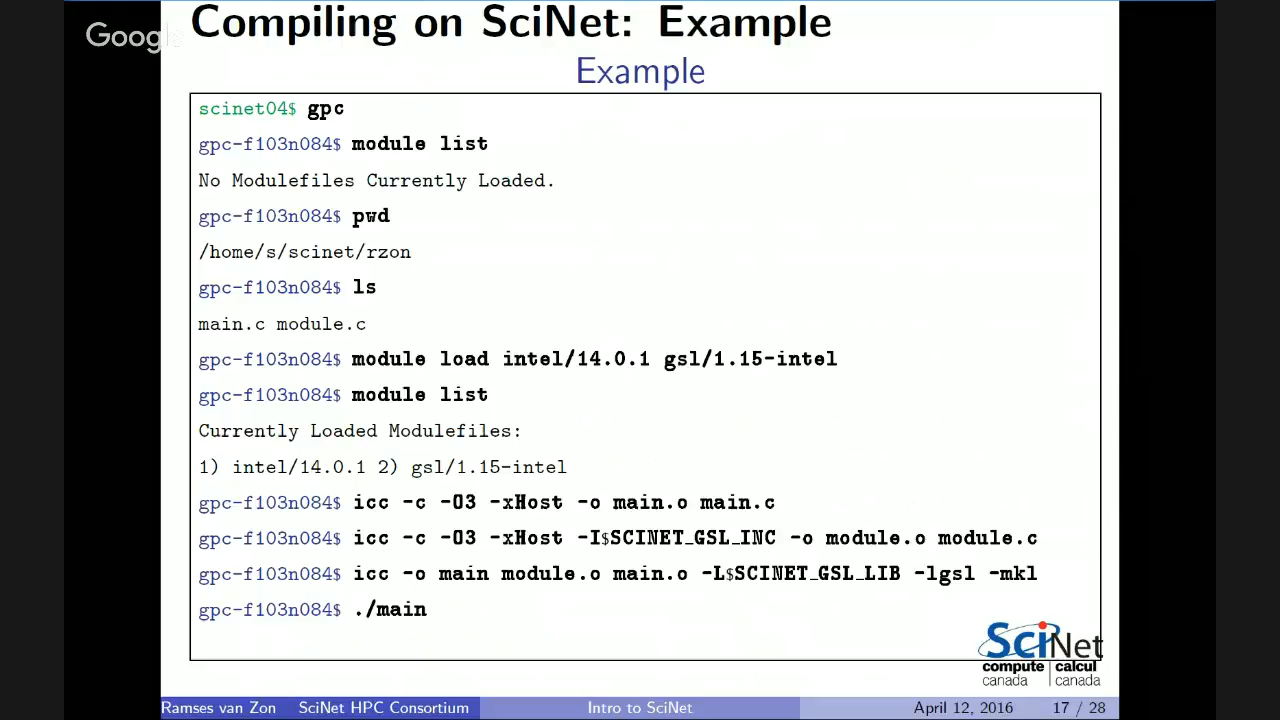 Google
Compiling on SciNet: Example
Example
scinet04$ gpc
gpc-f103n084$ module list
No Modulefiles Currently Loaded.
gpc-f103n084$ pwd
/home/s/scinet/rzon
gpc-f103n084$ ls
main.c module.c
gpc-f103n084$ module load intel/14.0.1 gsl/1.15-intel
gpc-f103n084$ module list
Currently Loaded Modulefiles:
1) intel/14.0.1 2) gsl/1.15-intel
gpc-f103n084$ icc -c -O3 -xHost -o main.o main.c
gpc-f103n084$ icc -c -O3 -xHost -I$SCINET_GSL_INC -o module.o module.c
gpc-f103n084$ icc -o main module.o main.o -L$SCINET_GSL_LIB -lgsl -mkl
gpc-f103n084$ ./main
SciNet
compute calcul
canada canada
Ramses van Zon SciNet HPC Consortium Intro to SciNet April 12, 2016 17 / 28